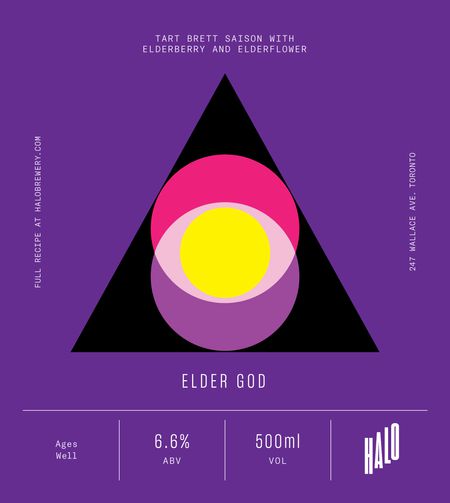 TART BRETT SAISON WITH
ELDERBERRY AND ELDERFLOWER
FULL RECIPE AT HALOBREWERY.COM
247 WALLACE AVE. TORONTO
ELDER GOD
Ages
Well
6.6%
ABV
500ml
VOL
HALO